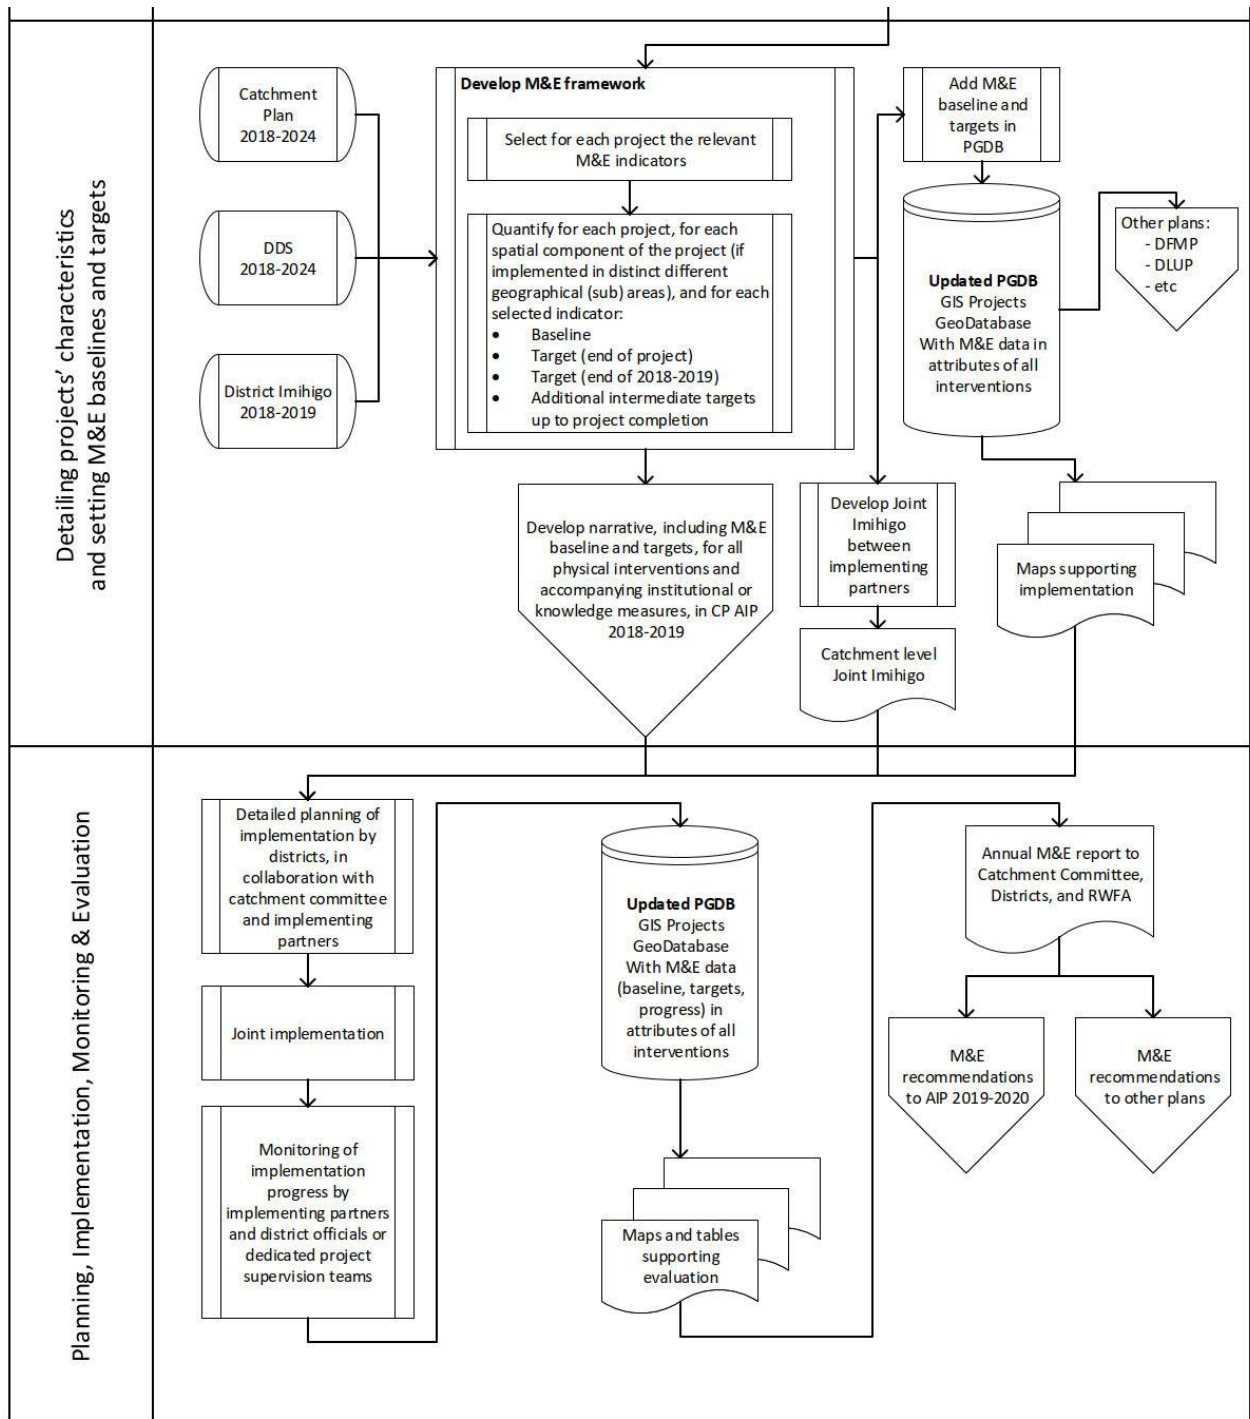 Detailing projects' characteristics
and setting M&E baselines and targets
Catchment
Plan
2018-2024
DDS
2018-2024
District Imihigo
2018-2019
Develop M&E framework
Select for each project the relevant
M&E indicators
Quantify for each project, for each
spatial component of the project (if
implemented in distinct different
geographical (sub) areas), and for each
selected indicator:
• Baseline
• Target (end of project)
• Target (end of 2018-2019)
• Additional intermediate targets
up to project completion
Add M&E
baseline and
targets in
PGDB
Updated PGDB
GIS Projects
GeoDatabase
With M&E data in
attributes of all
interventions
Other plans:
- DFMP
- DLUP
- etc
Develop narrative, including M&E
baseline and targets, for all
physical interventions and
accompanying institutional or
knowledge measures, in CP AIP
2018-2019
Develop Joint
Imihigo
between
implementing
partners
Catchment level
Joint Imihigo
Maps supporting
implementation
Planning, Implementation, Monitoring & Evaluation
Detailed planning of
implementation by
districts, in
collaboration with
catchment committee
and implementing
partners
Joint implementation
Monitoring of
implementation
progress by
implementing partners
and district officials or
dedicated project
supervision teams
Updated PGDB
GIS Projects
GeoDatabase
With M&E data
(baseline, targets,
progress) in
attributes of all
interventions
Maps and tables
supporting
evaluation
Annual M&E report to
Catchment Committee,
Districts, and RWFA
M&E
recommendations
to AIP 2019-2020
M&E
recommendations
to other plans